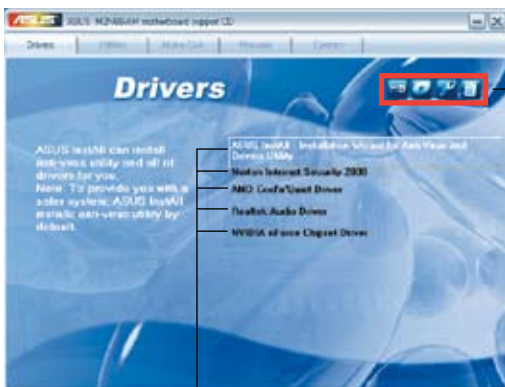 ASUS M2N68-AM motherboard support CD
Drivers Utilities Make Disk Manual Contact
Drivers
ASUS InstAll can install
anti-virus utility and all of
drivers for you.
Note: To provide you with a
safer system, ASUS InstAll
installs anti-virus utility by
default.
ASUS InstAll - Installation Wizard for Anti-Virus and
Drivers Utility
Norton Internet Security 2008
AMD Cool'n'Quiet Driver
Realtek Audio Driver
NVIDIA nForce Chipset Driver